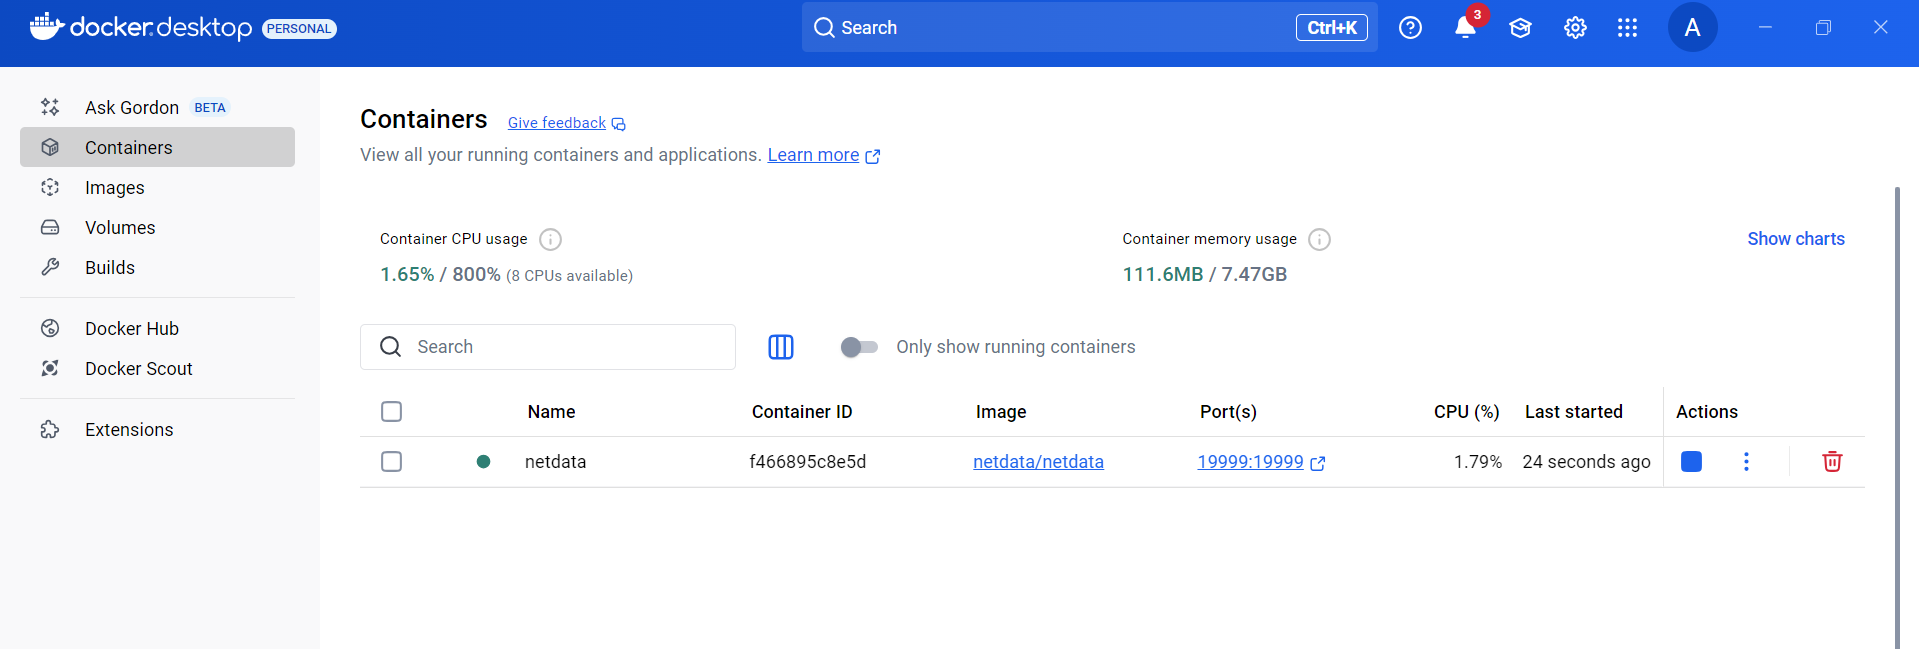 docker.desktop PERSONAL
Search Ctrl+K
3
A
Ask Gordon BETA
Containers
Images
Volumes
Builds
Docker Hub
Docker Scout
Extensions
Containers Give feedback
View all your running containers and applications. Learn more
Container CPU usage
1.65% / 800% (8 CPUs available)
Container memory usage
111.6MB / 7.47GB
Show charts
Search
Only show running containers
Name Container ID Image Port(s) CPU (%) Last started Actions
netdata f466895c8e5d netdata/netdata 19999:19999 1.79% 24 seconds ago